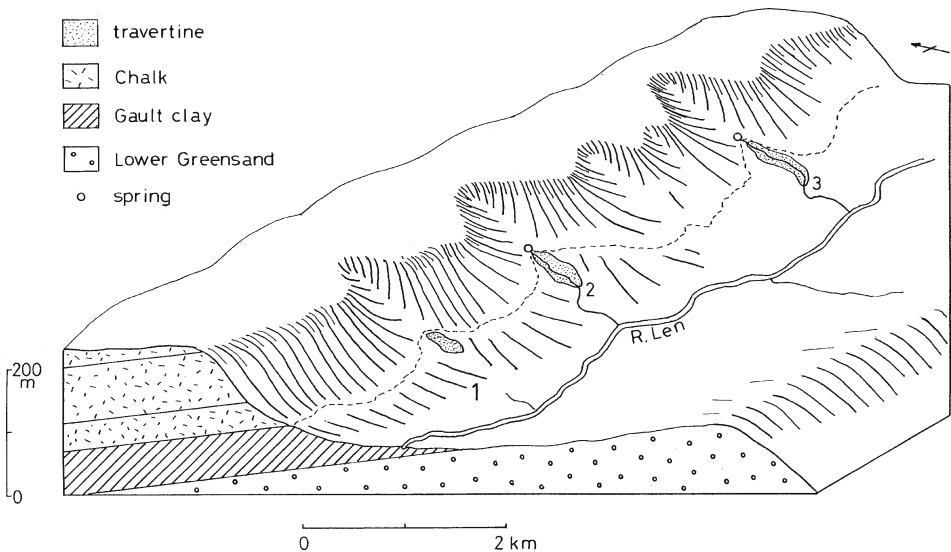 travertine
Chalk
Gault clay
Lower Greensand
spring
3
2
R. Len
1
200
m
0
0 2 km